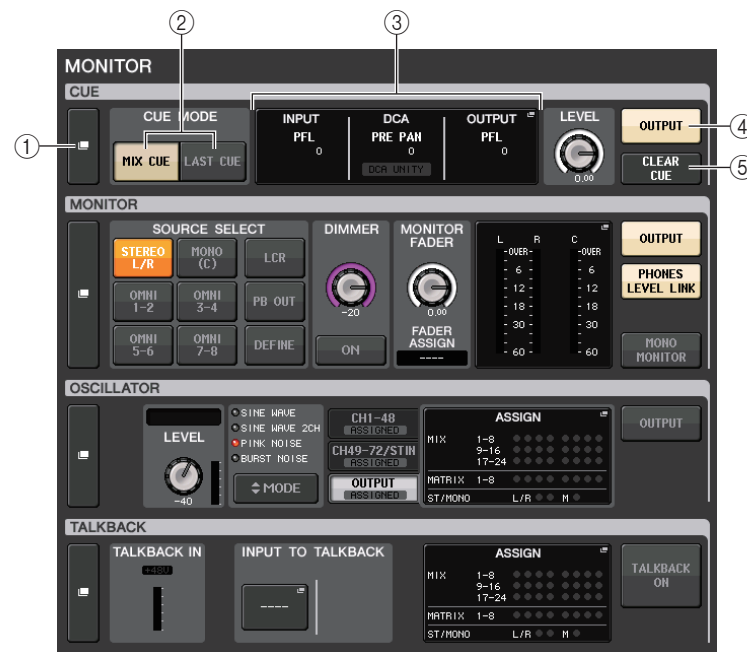 ② ③
MONITOR
CUE
①
CUE MODE
MIX CUE LAST CUE
INPUT DCA OUTPUT
PFL PRE PAN PFL
0 0 0
DCA UNITY
LEVEL
0.00
OUTPUT
④
CLEAR
CUE
⑤
MONITOR
SOURCE SELECT
STEREO
L/R
MONO
(C)
LCR
OMNI
1-2
OMNI
3-4
PB OUT
OMNI
5-6
OMNI
7-8
DEFINE
DIMMER
-20
ON
MONITOR
FADER
0.00
FADER
ASSIGN
----
L R C
-OVER- -OVER
- 6 - - 6
- 12 - - 12
- 18 - - 18
- 30 - - 30
- 60 - - 60
OUTPUT
PHONES
LEVEL LINK
MONO
MONITOR
OSCILLATOR
LEVEL
-40
SINE WAVE
SINE WAVE 2CH
PINK NOISE
BURST NOISE
MODE
CH1-48
ASSIGNED
CH49-72/STIN
ASSIGNED
OUTPUT
ASSIGNED
ASSIGN
MIX 1-8
9-16
17-24
MATRIX 1-8
ST/MONO L/R M
OUTPUT
TALKBACK
TALKBACK IN
+48V
INPUT TO TALKBACK
----
ASSIGN
MIX 1-8
9-16
17-24
MATRIX 1-8
ST/MONO L/R M
TALKBACK
ON